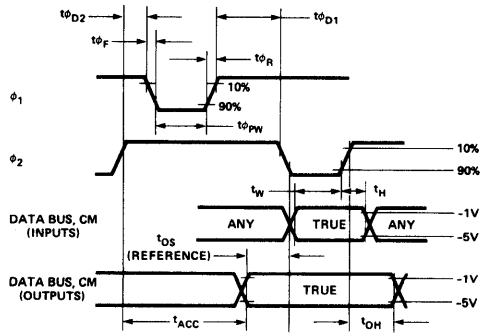 tφD2
tφD1
tφF
tφR
φ1
10%
90%
tφPW
φ2
10%
90%
tW
tH
DATA BUS, CM
(INPUTS)
ANY
TRUE
ANY
-1V
-5V
tOS
(REFERENCE)
DATA BUS, CM
(OUTPUTS)
TRUE
-1V
-5V
tACC
tOH